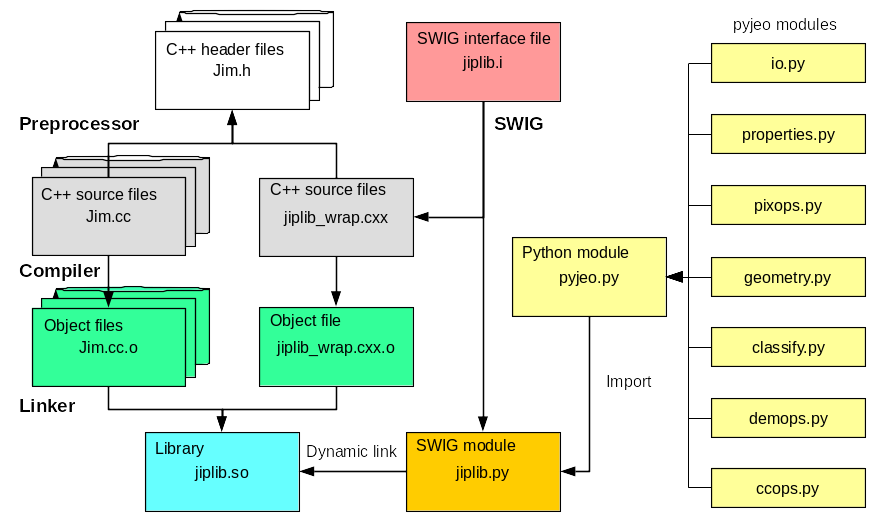 pyjeo modules
C++ header files
Jim.h
SWIG interface file
jiplib.i
io.py
Preprocessor
SWIG
properties.py
C++ source files
Jim.cc
C++ source files
jiplib_wrap.cxx
pixops.py
Python module
pyjeo.py
Compiler
geometry.py
Object files
Jim.cc.o
Object file
jiplib_wrap.cxx.o
classify.py
Import
Linker
demops.py
Library
jiplib.so
Dynamic link
SWIG module
jiplib.py
ccops.py